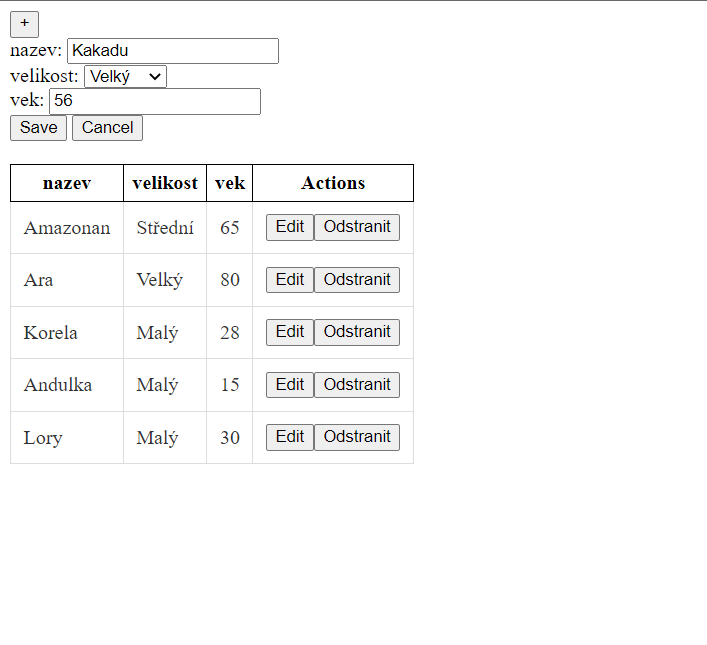 +
nazev: Kakadu
velikost: Velký
vek: 56
Save Cancel
nazev velikost vek Actions
Amazonan Střední 65 Edit Odstranit
Ara Velký 80 Edit Odstranit
Korela Malý 28 Edit Odstranit
Andulka Malý 15 Edit Odstranit
Lory Malý 30 Edit Odstranit